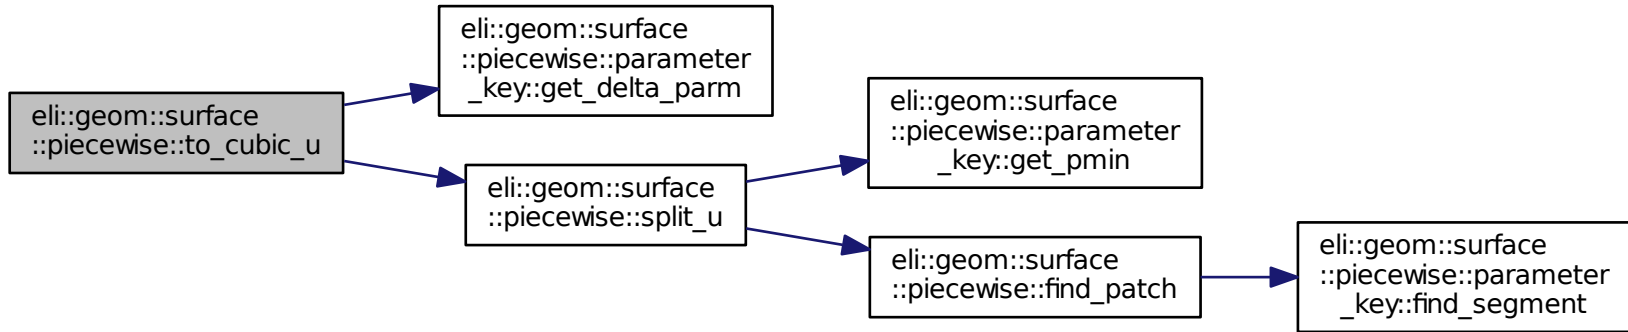 eli::geom::surface
::piecewise::to_cubic_u
eli::geom::surface
::piecewise::parameter
_key::get_delta_parm
eli::geom::surface
::piecewise::split_u
eli::geom::surface
::piecewise::parameter
_key::get_pmin
eli::geom::surface
::piecewise::find_patch
eli::geom::surface
::piecewise::parameter
_key::find_segment